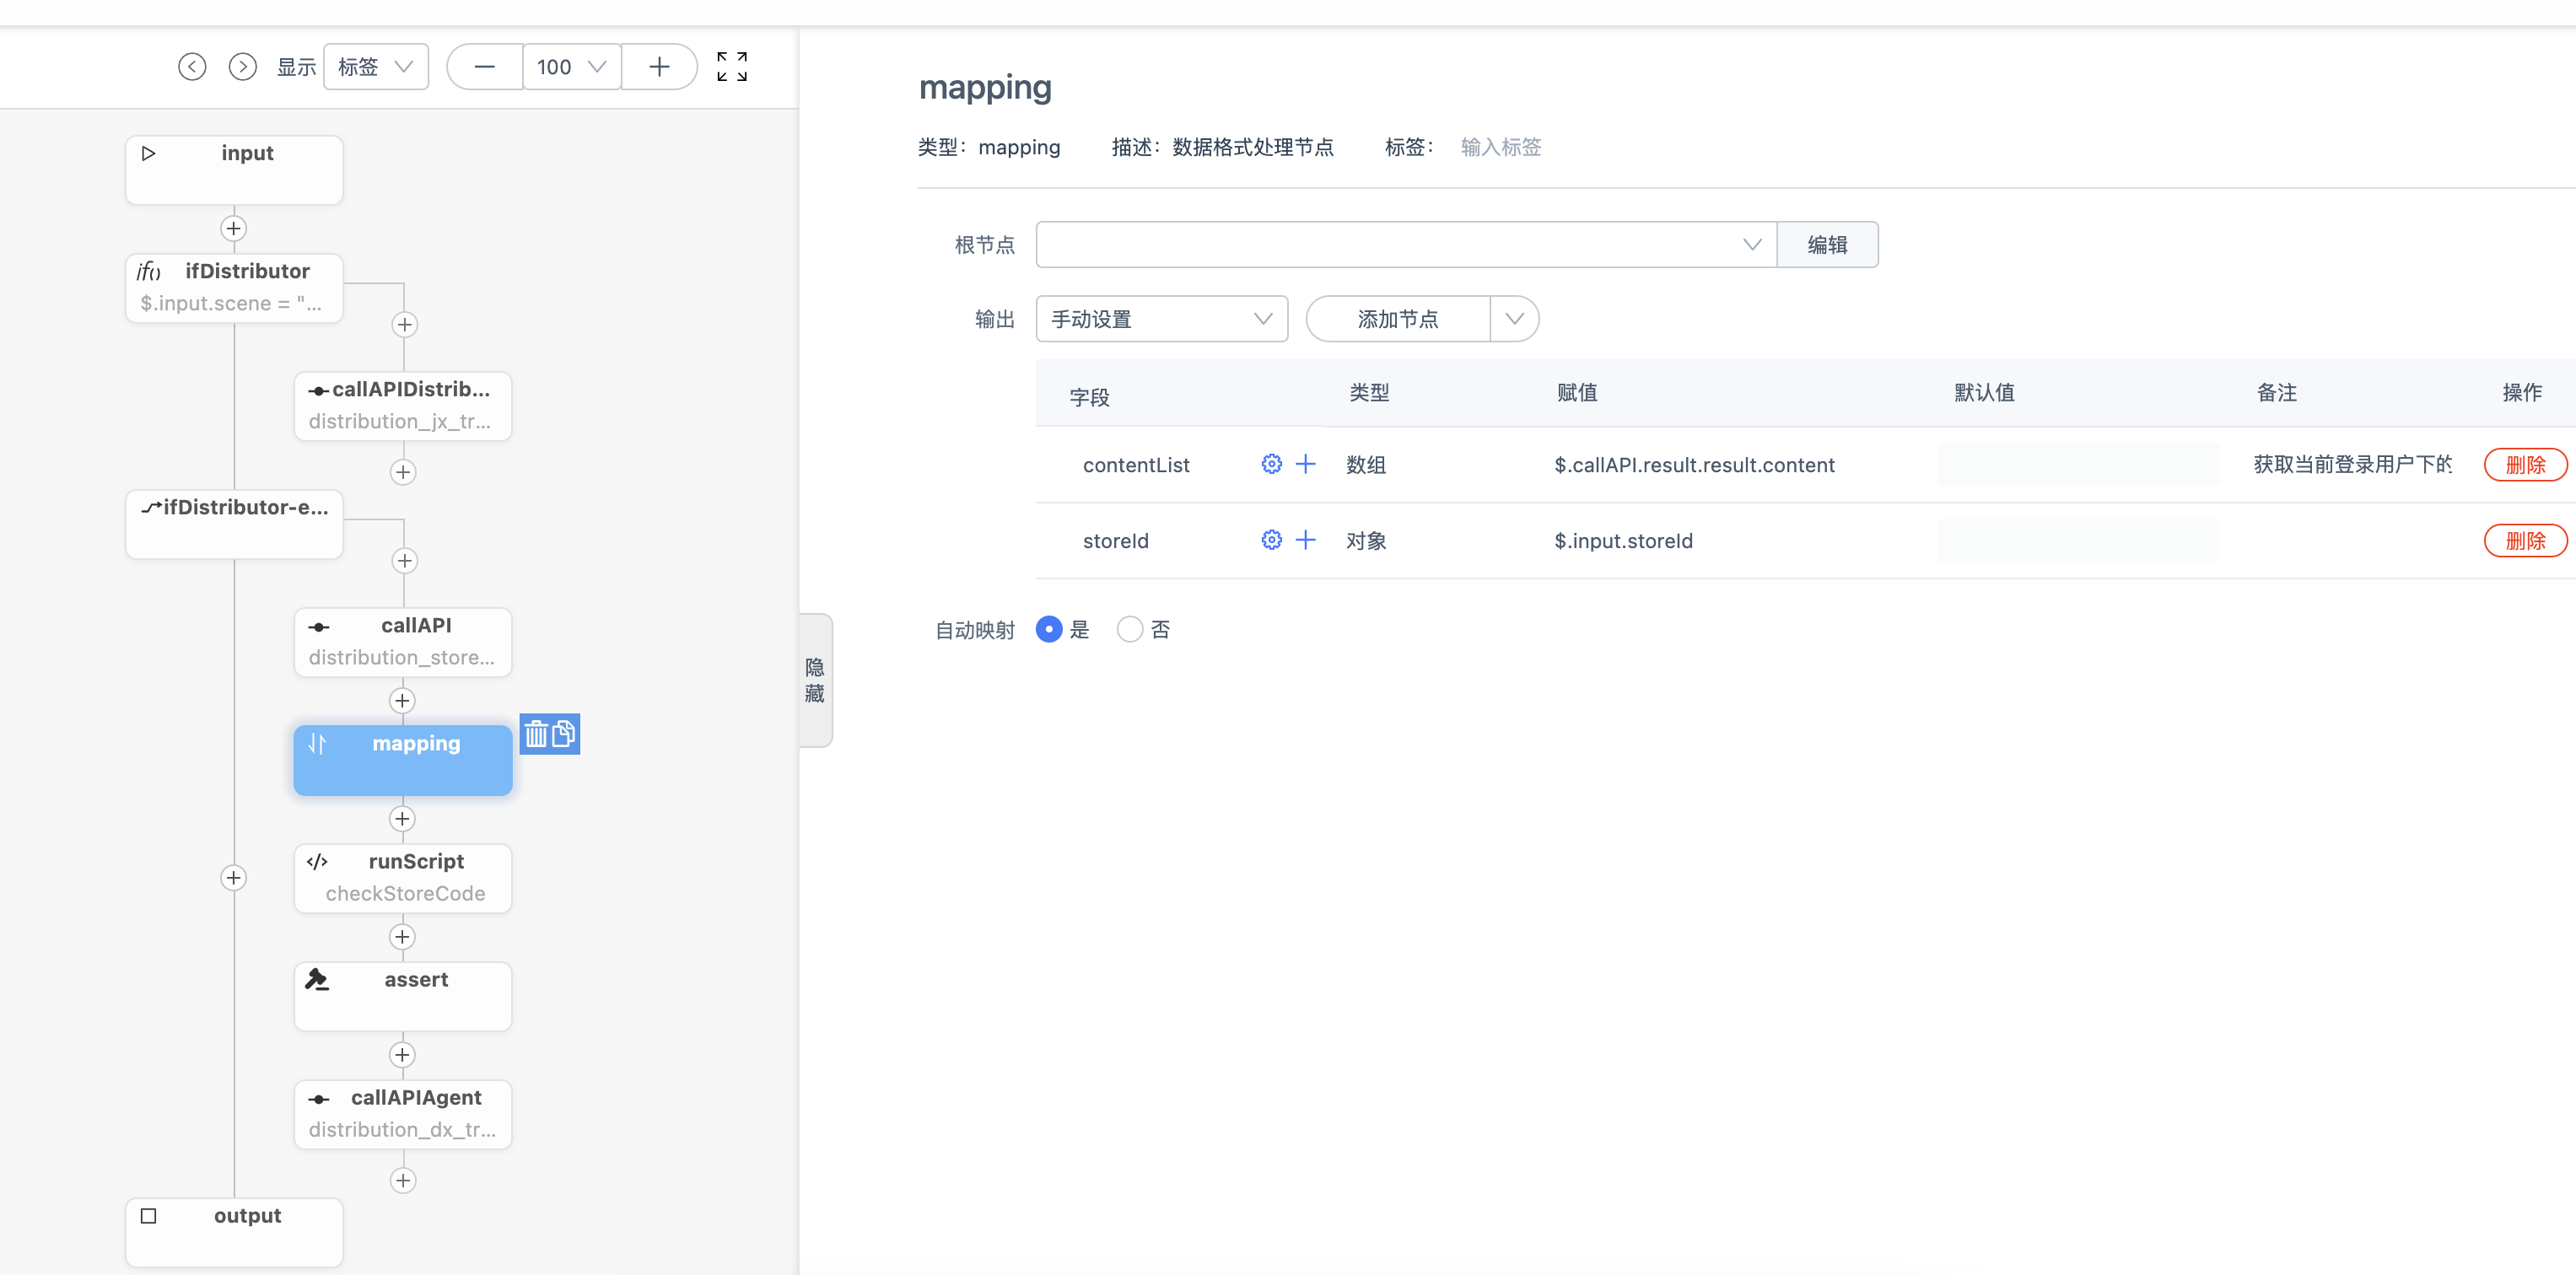 显示 标签 100
input
ifDistributor
$.input.scene = "...
callAPIDistrib...
distribution_jx_tr...
ifDistributor-e...
callAPI
distribution_store...
mapping
runScript
checkStoreCode
assert
callAPIAgent
distribution_dx_tr...
output
隐藏
mapping
类型： mapping 描述： 数据格式处理节点 标签： 输入标签
根节点 编辑
输出 手动设置 添加节点
字段 类型 赋值 默认值 备注 操作
contentList 数组 $.callAPI.result.result.content 获取当前登录用户下的 删除
storeId 对象 $.input.storeId 删除
自动映射 是 否